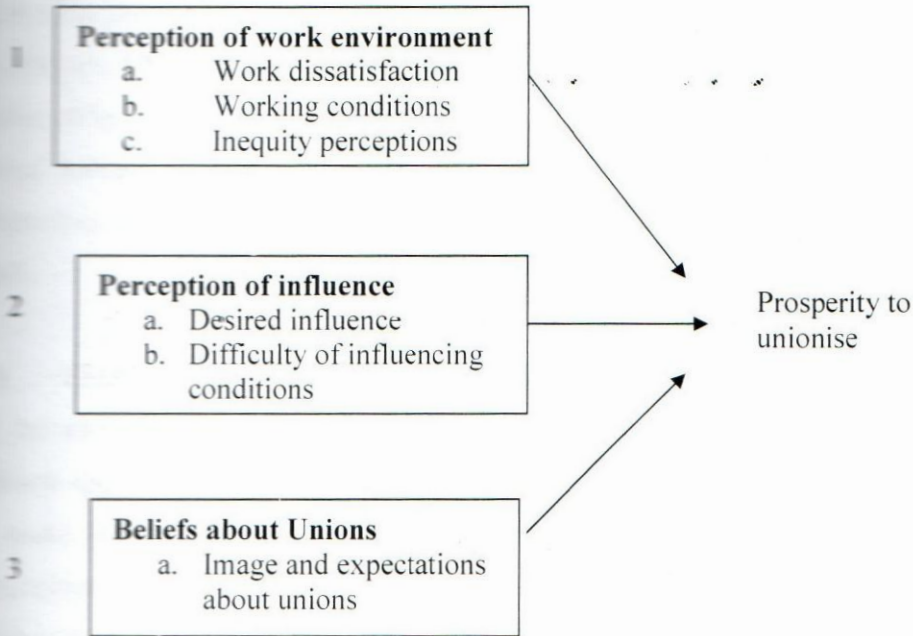 1
Perception of work environment
a. Work dissatisfaction
b. Working conditions
c. Inequity perceptions
2
Perception of influence
a. Desired influence
b. Difficulty of influencing
conditions
Prosperity to
unionise
3
Beliefs about Unions
a. Image and expectations
about unions